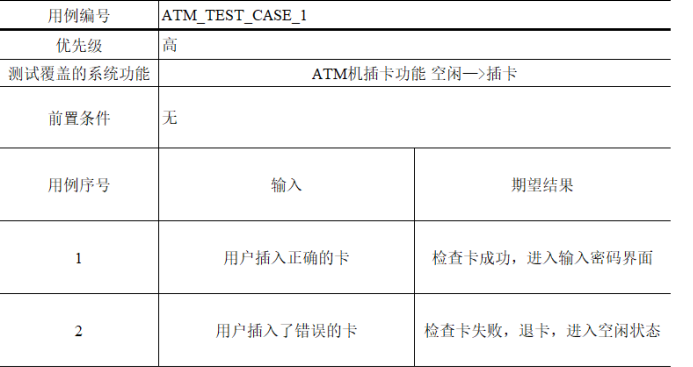 用例编号 ATM_TEST_CASE_1
优先级 高
测试覆盖的系统功能 ATM机插卡功能 空闲—>插卡
前置条件 无
用例序号 输入 期望结果
1 用户插入正确的卡 检查卡成功，进入输入密码界面
2 用户插入了错误的卡 检查卡失败，退卡，进入空闲状态